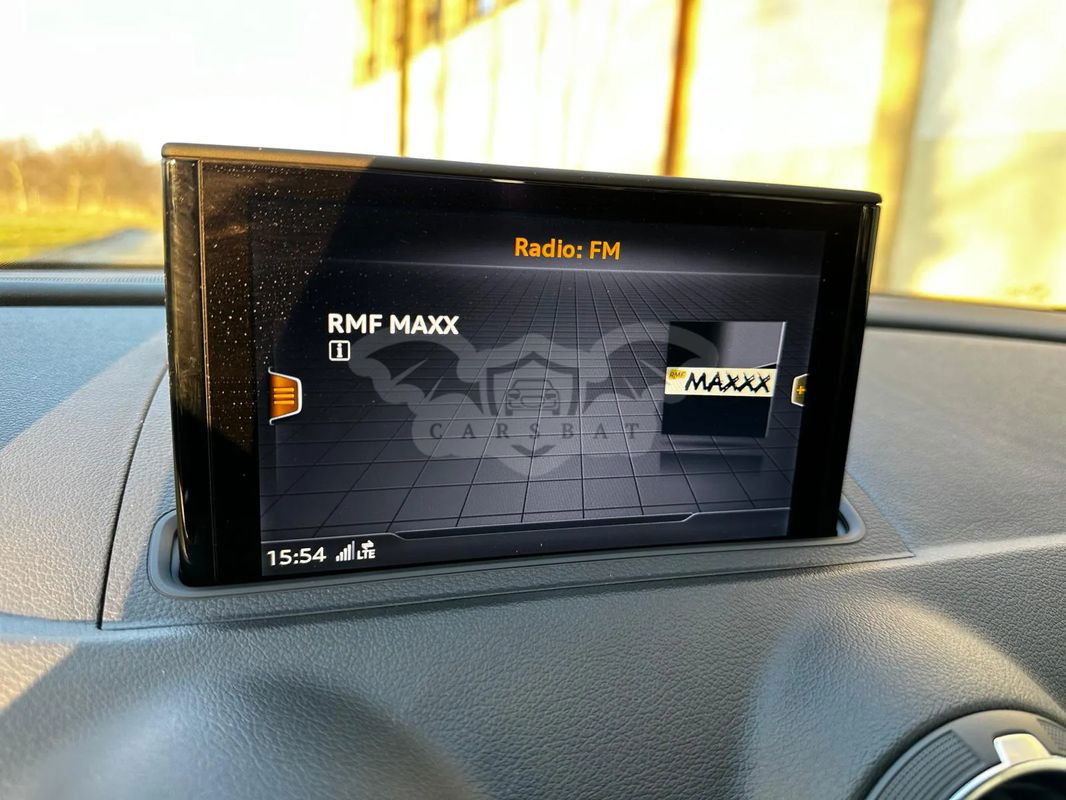 Radio: FM
RMF MAXX
i
RMF MAXXX
CARSBAT
+
15:54 LTE